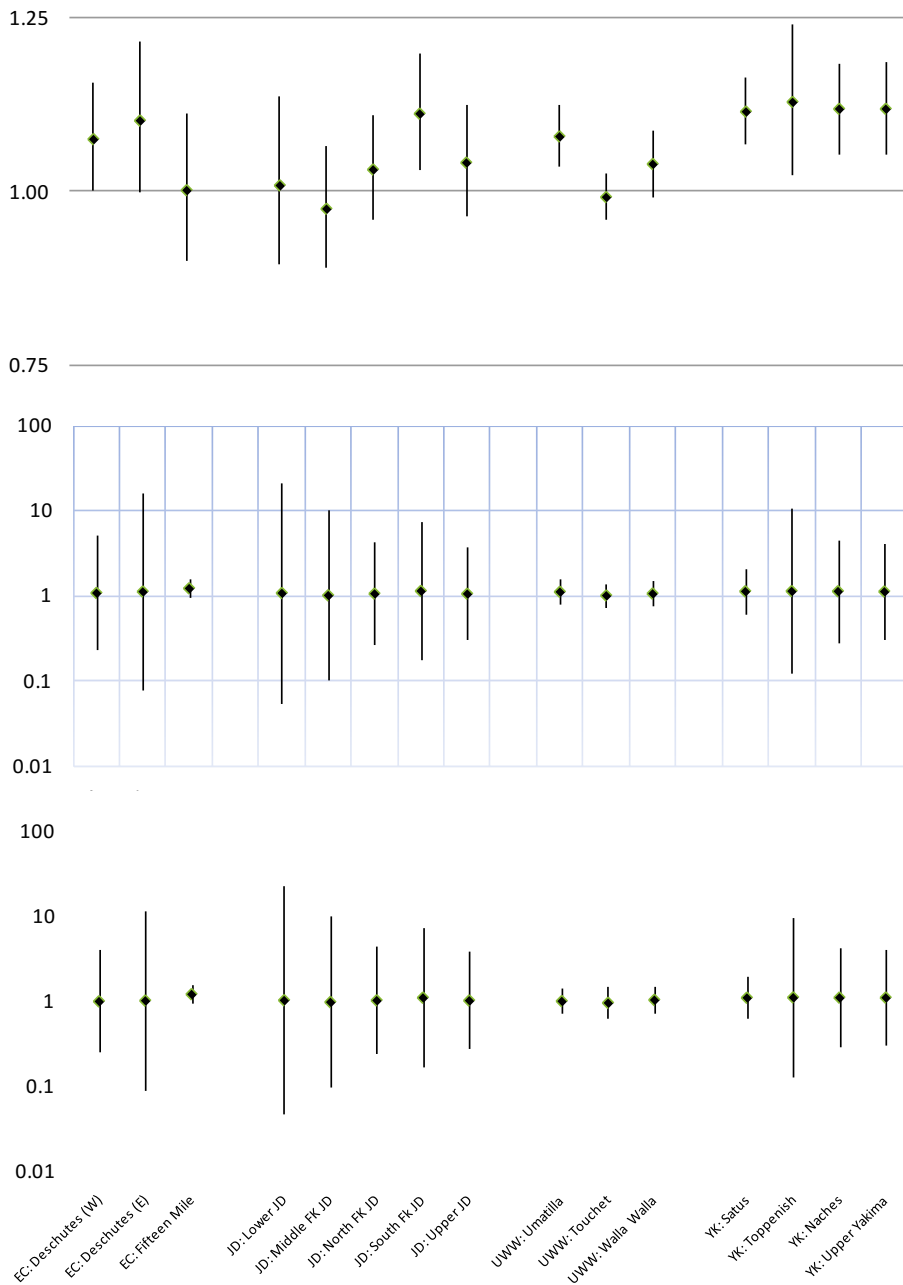 1.25
1.00
0.75
100
10
1
0.1
0.01
100
10
1
0.1
0.01
EC: Deschutes (W)
EC: Deschutes (E)
EC: Fifteen Mile
JD: Lower JD
JD: Middle FK JD
JD: North FK JD
JD: South Fk JD
JD: Upper JD
UWW: Umatilla
UWW: Touchet
UWW: Walla Walla
YK: Satus
YK: Toppenish
YK: Naches
YK: Upper Yakima